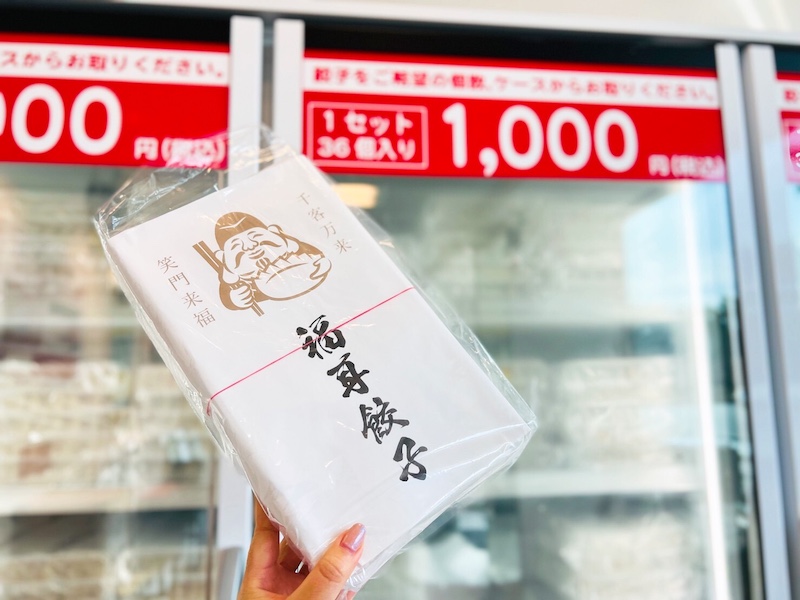 スからお取りください。
000
円(税込)
餃子をご希望の個数、ケースからお取りください。
1セット
36個入り
1,000
円(税込)
千客万来
笑門来福
福耳餃子